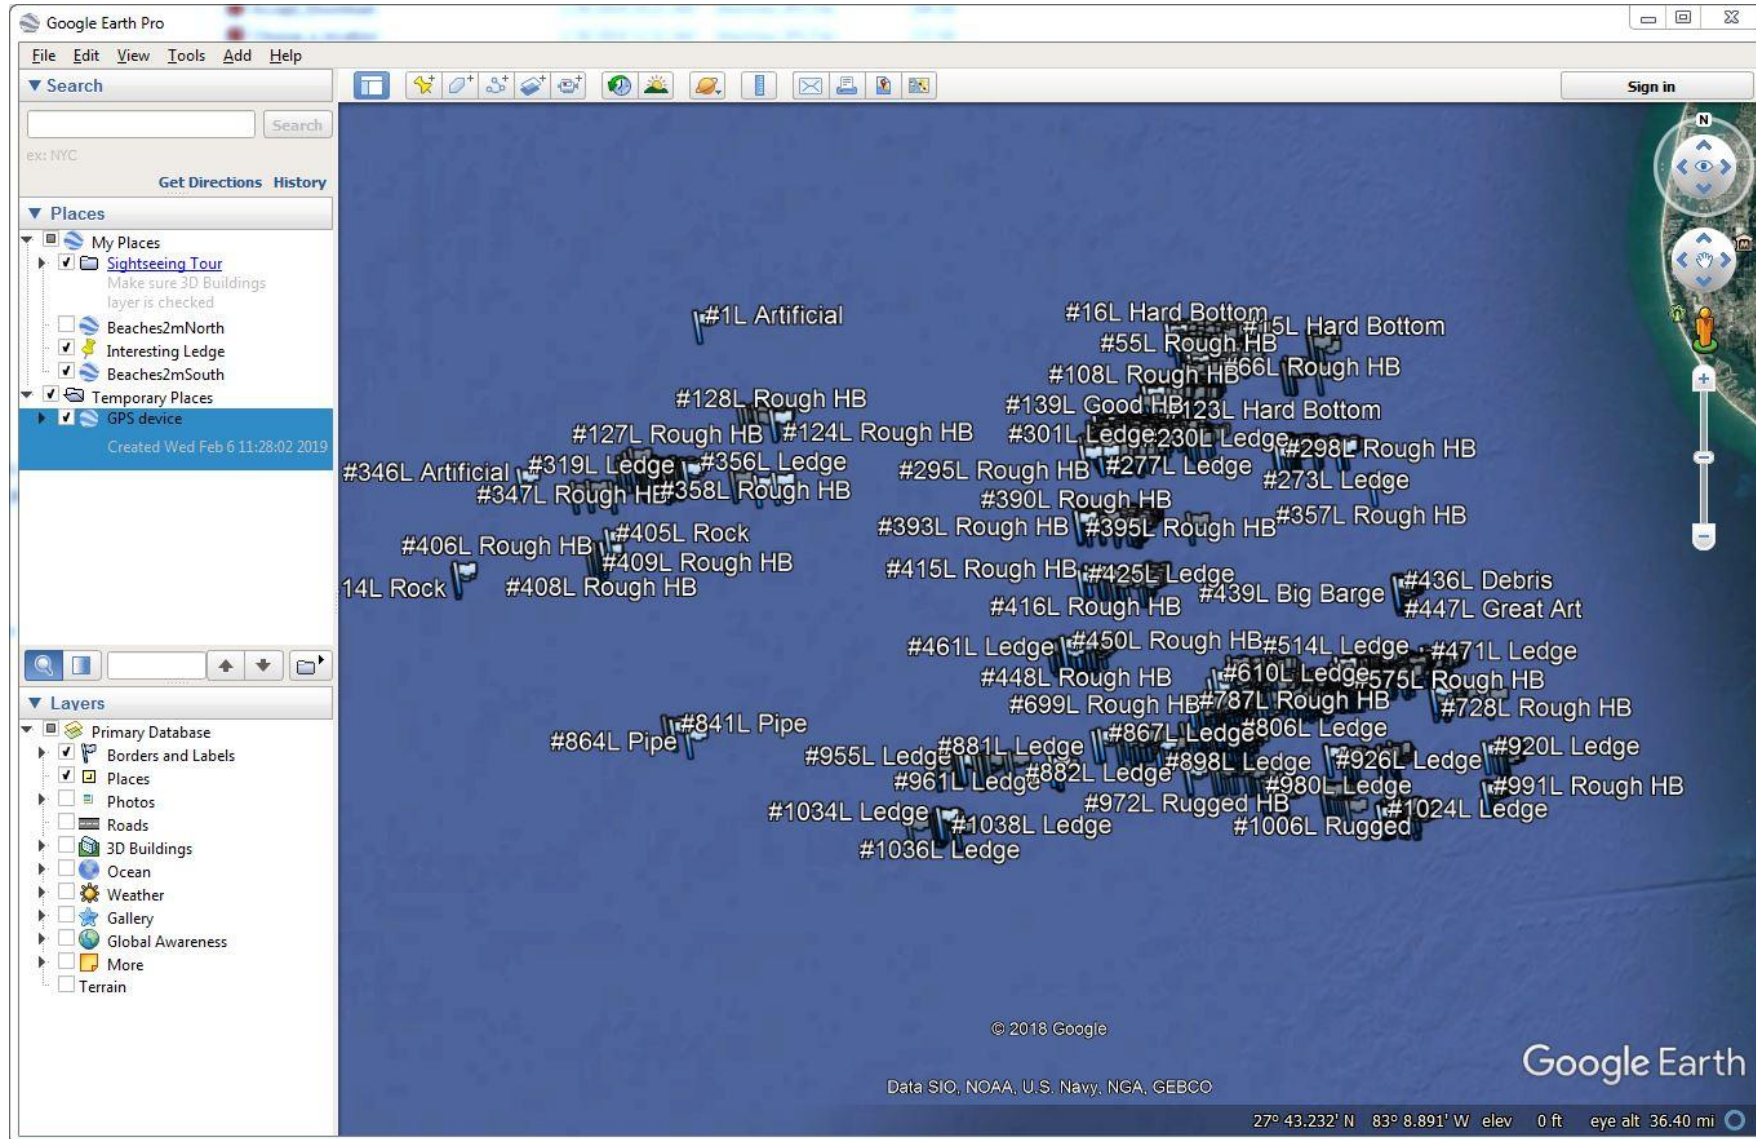 Google Earth Pro
File Edit View Tools Add Help
Search
Sign in
Search
ex: NYC
Get Directions History
Places
My Places
Sightseeing Tour
Make sure 3D Buildings
layer is checked
Beaches2mNorth
Interesting Ledge
Beaches2mSouth
Temporary Places
GPS device
Created Wed Feb 6 11:28:02 2019
Layers
Primary Database
Borders and Labels
Places
Photos
Roads
3D Buildings
Ocean
Weather
Gallery
Global Awareness
More
Terrain
N
#1L Artificial
#16L Hard Bottom
#15L Hard Bottom
#55L Rough HB
#66L Rough HB
#108L Rough HB
#128L Rough HB
#139L Good HB
#123L Hard Bottom
#127L Rough HB
#124L Rough HB
#301L Ledge
#230L Ledge
#298L Rough HB
#346L Artificial
#319L Ledge
#356L Ledge
#295L Rough HB
#277L Ledge
#273L Ledge
#347L Rough HB
#358L Rough HB
#390L Rough HB
#357L Rough HB
#393L Rough HB
#395L Rough HB
#405L Rock
#406L Rough HB
#409L Rough HB
#415L Rough HB
#425L Ledge
#436L Debris
14L Rock
#408L Rough HB
#439L Big Barge
#416L Rough HB
#447L Great Art
#461L Ledge
#450L Rough HB
#514L Ledge
#471L Ledge
#448L Rough HB
#610L Ledge
#575L Rough HB
#699L Rough HB
#787L Rough HB
#728L Rough HB
#841L Pipe
#864L Pipe
#867L Ledge
#806L Ledge
#955L Ledge
#881L Ledge
#898L Ledge
#926L Ledge
#920L Ledge
#961L Ledge
#882L Ledge
#980L Ledge
#991L Rough HB
#972L Rugged HB
#1034L Ledge
#1038L Ledge
#1024L Ledge
#1006L Rugged
#1036L Ledge
© 2018 Google
Google Earth
Data SIO, NOAA, U.S. Navy, NGA, GEBCO
27° 43.232' N 83° 8.891' W elev 0 ft eye alt 36.40 mi